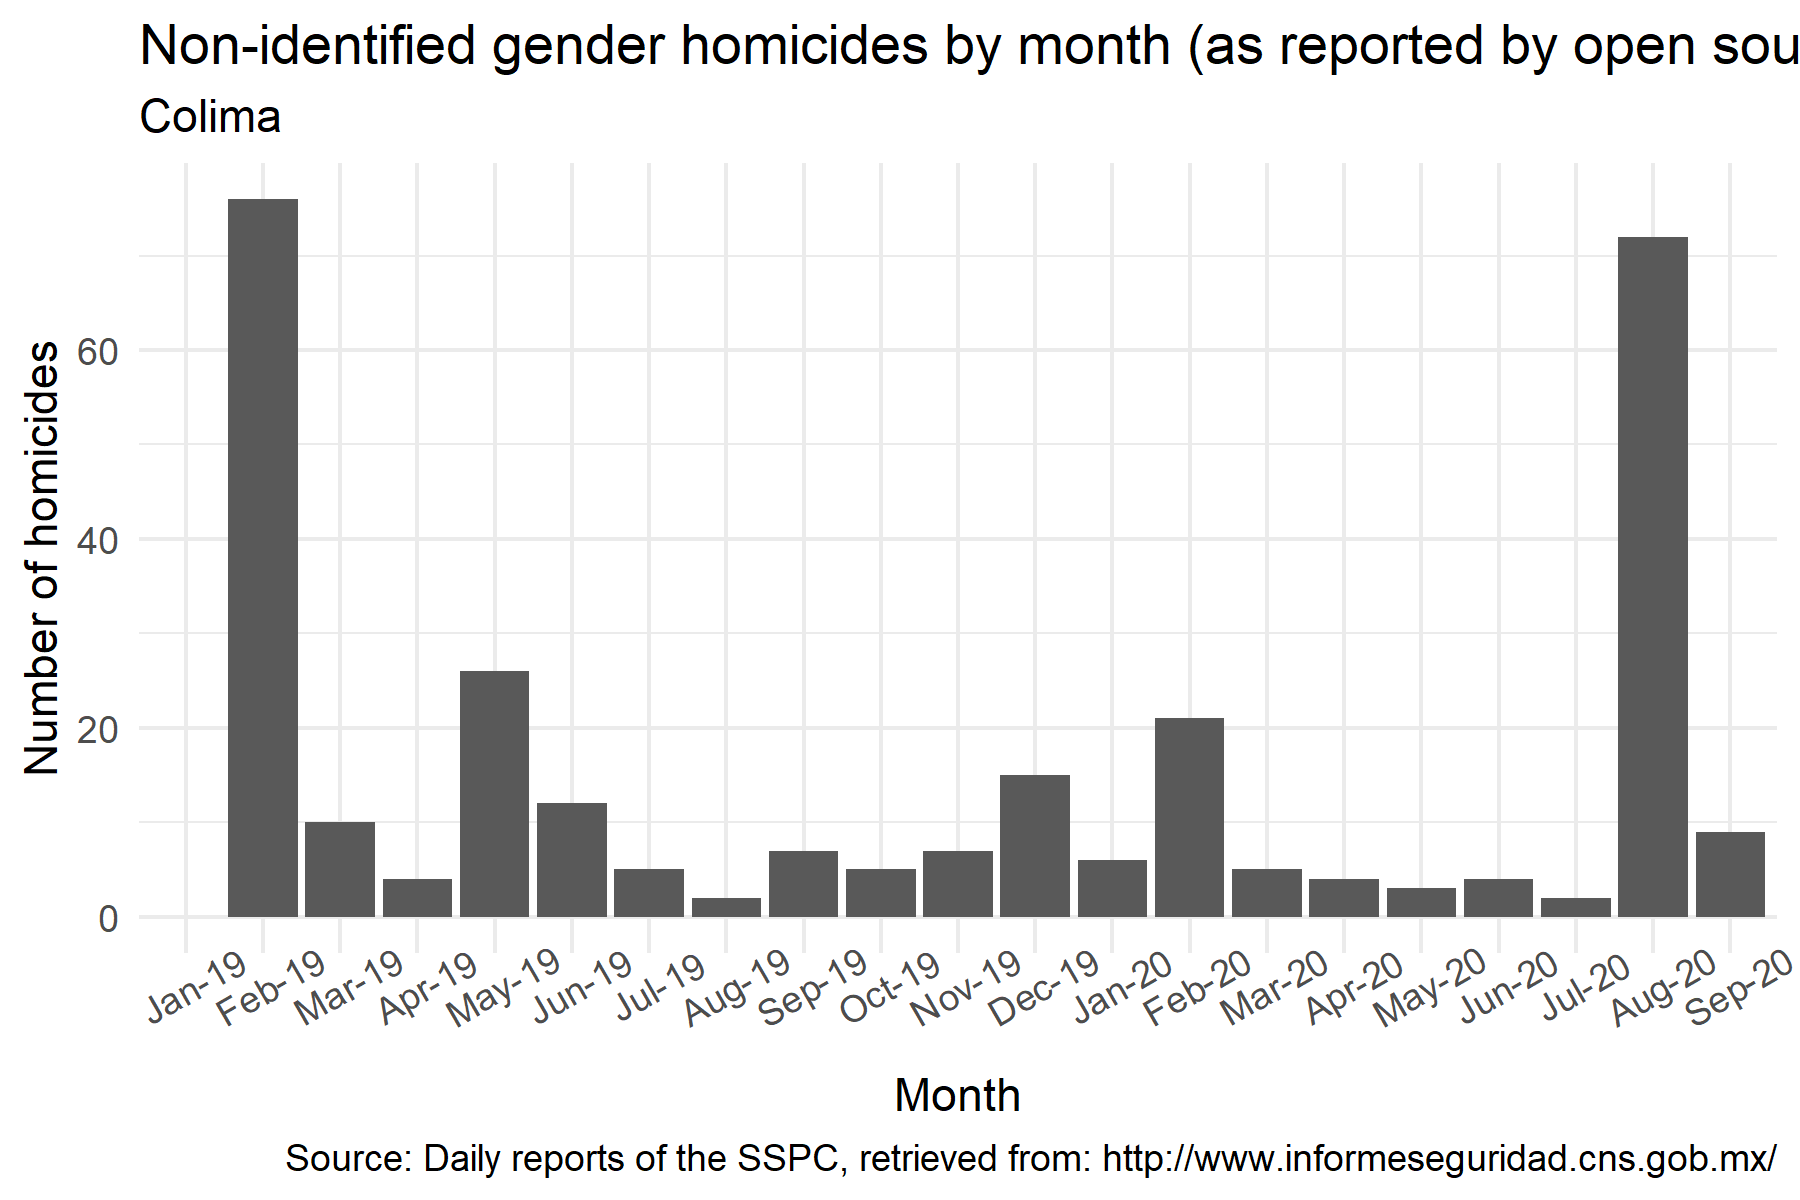 Non-identified gender homicides by month (as reported by open sou
Colima
Number of homicides
60
40
20
0
Jan-19
Feb-19
Mar-19
Apr-19
May-19
Jun-19
Jul-19
Aug-19
Sep-19
Oct-19
Nov-19
Dec-19
Jan-20
Feb-20
Mar-20
Apr-20
May-20
Jun-20
Jul-20
Aug-20
Sep-20
Month
Source: Daily reports of the SSPC, retrieved from: http://www.informeseguridad.cns.gob.mx/